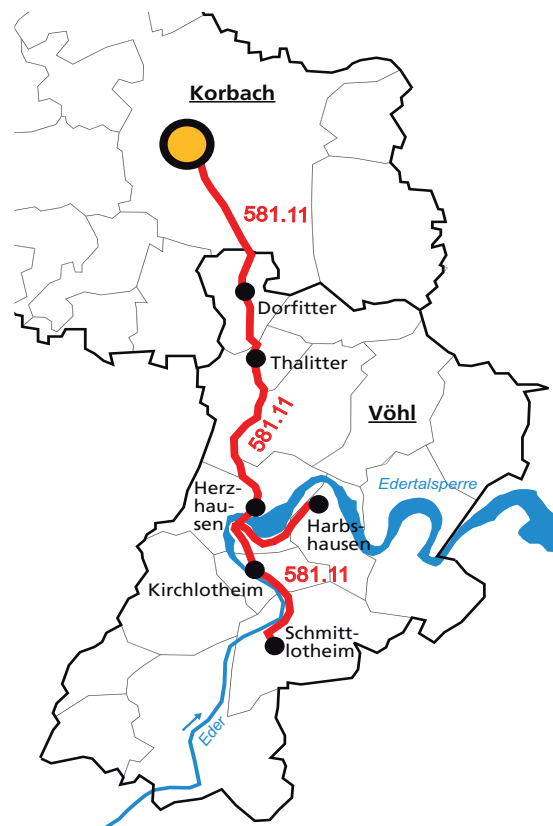 Korbach
581.11
Dorfitter
Thalitter
581.11
Vöhl
Edertalsperre
Herz-
hau-
sen
Harbs-
hausen
581.11
Kirchlotheim
Schmitt-
lotheim
Eder